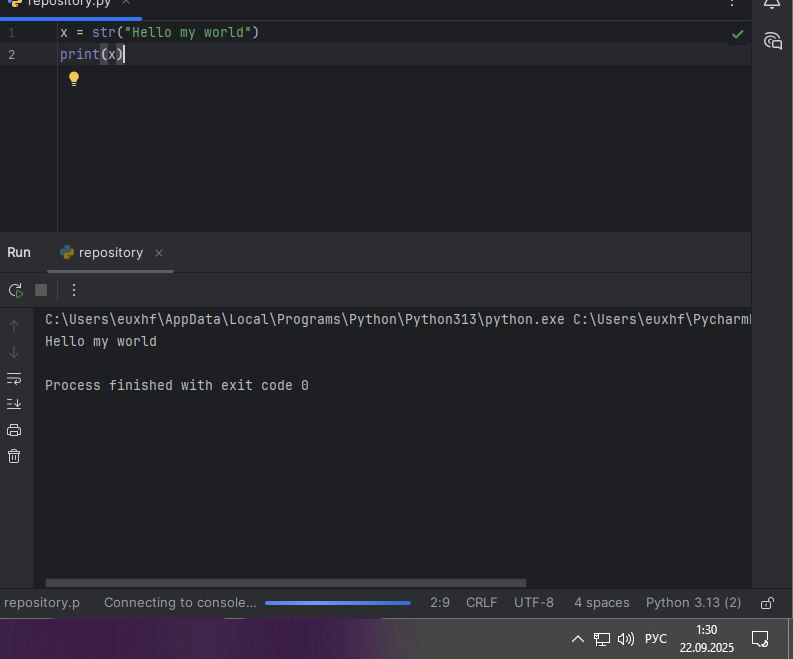 repository.py
1 x = str("Hello my world")
2 print(x)
Run repository
C:\Users\euxhf\AppData\Local\Programs\Python\Python313\python.exe C:\Users\euxhf\Pycharm
Hello my world
Process finished with exit code 0
repository.p Connecting to console... 2:9 CRLF UTF-8 4 spaces Python 3.13 (2)
РУС 1:30
22.09.2025